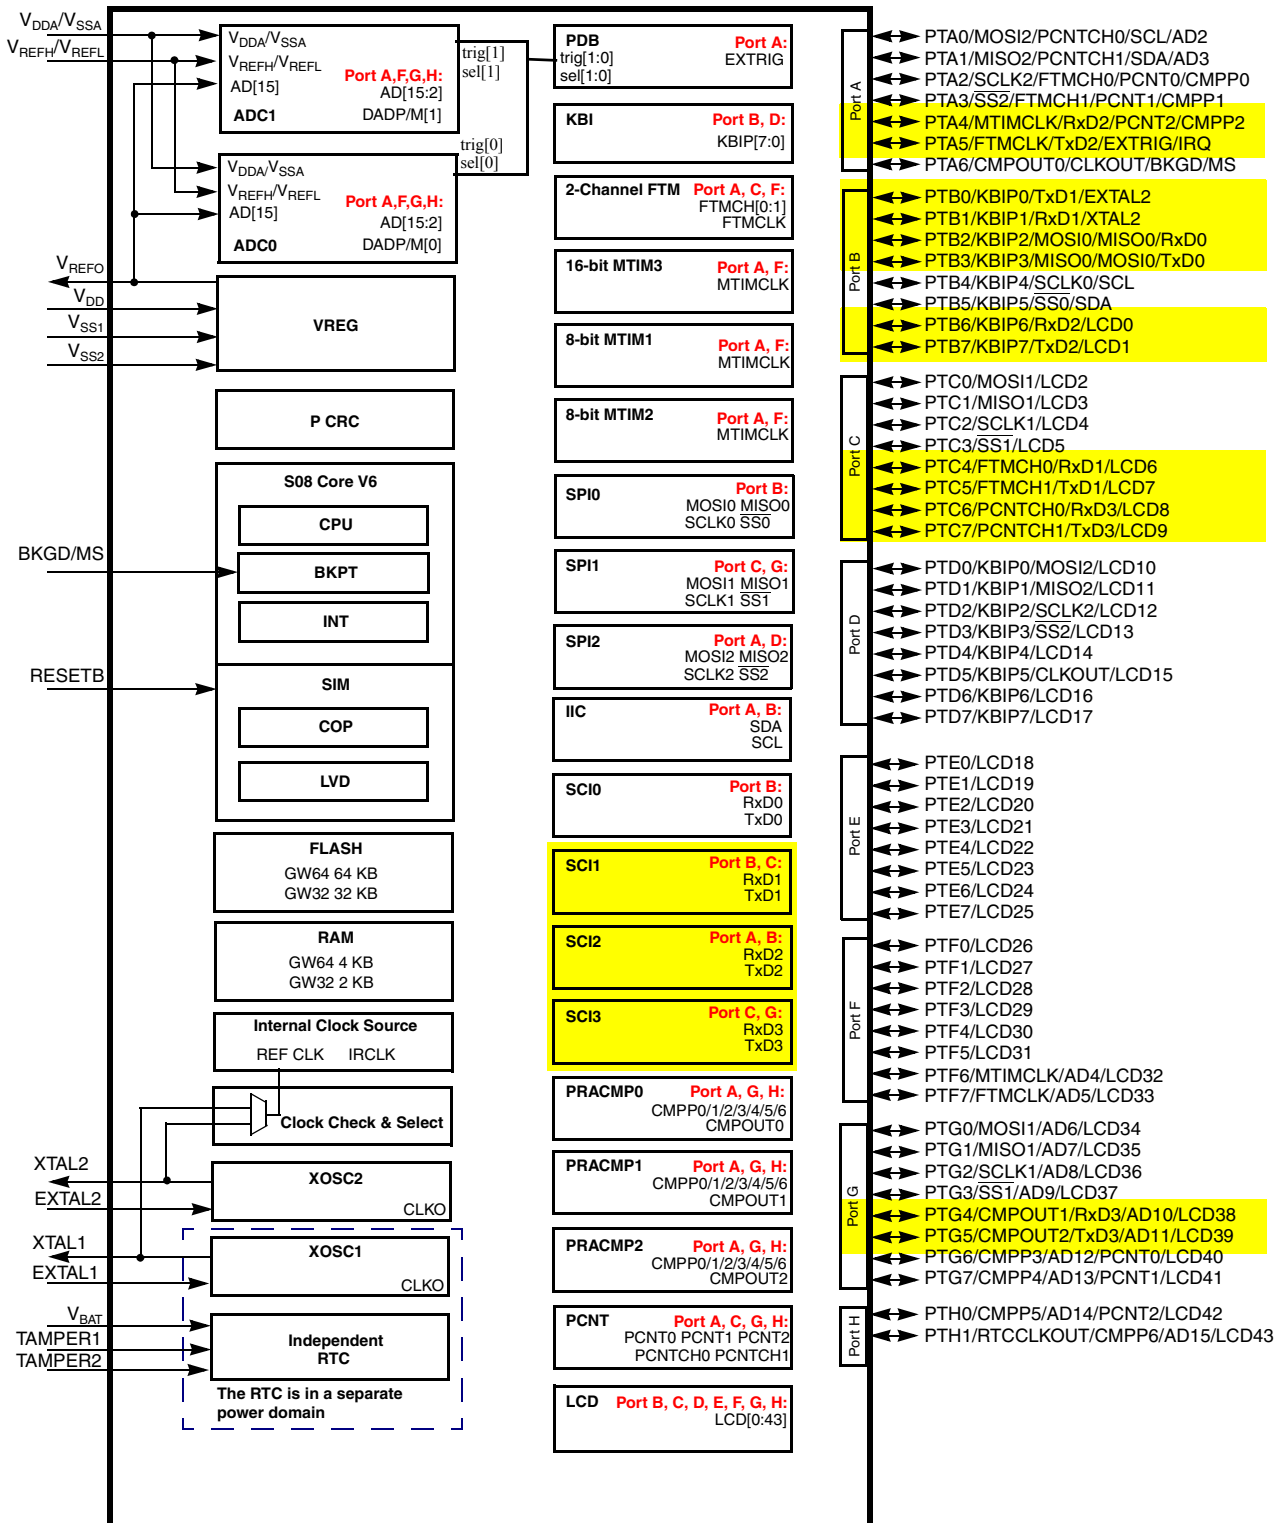 V_DDA/V_SSA
V_REFH/V_REFL
V_REFO
V_DD
V_SS1
V_SS2
BKGD/MS
RESETB
XTAL2
EXTAL2
XTAL1
EXTAL1
V_BAT
TAMPER1
TAMPER2
V_DDA/V_SSA
V_REFH/V_REFL
Port A,F,G,H:
AD[15]
AD[15:2]
ADC1
DADP/M[1]
trig[1]
sel[1]
trig[0]
sel[0]
V_DDA/V_SSA
V_REFH/V_REFL
Port A,F,G,H:
AD[15]
AD[15:2]
ADC0
DADP/M[0]
VREG
P CRC
S08 Core V6
CPU
BKPT
INT
SIM
COP
LVD
FLASH
GW64 64 KB
GW32 32 KB
RAM
GW64 4 KB
GW32 2 KB
Internal Clock Source
REF CLK IRCLK
Clock Check & Select
XOSC2
CLKO
XOSC1
CLKO
Independent
RTC
The RTC is in a separate
power domain
PDB Port A:
trig[1:0] EXTRIG
sel[1:0]
KBI Port B, D:
KBIP[7:0]
2-Channel FTM Port A, C, F:
FTMCH[0:1]
FTMCLK
16-bit MTIM3 Port A, F:
MTIMCLK
8-bit MTIM1 Port A, F:
MTIMCLK
8-bit MTIM2 Port A, F:
MTIMCLK
SPI0 Port B:
MOSI0 MISO0
SCLK0 SS0
SPI1 Port C, G:
MOSI1 MISO1
SCLK1 SS1
SPI2 Port A, D:
MOSI2 MISO2
SCLK2 SS2
IIC Port A, B:
SDA
SCL
SCI0 Port B:
RxD0
TxD0
SCI1 Port B, C:
RxD1
TxD1
SCI2 Port A, B:
RxD2
TxD2
SCI3 Port C, G:
RxD3
TxD3
PRACMP0 Port A, G, H:
CMPP0/1/2/3/4/5/6
CMPOUT0
PRACMP1 Port A, G, H:
CMPP0/1/2/3/4/5/6
CMPOUT1
PRACMP2 Port A, G, H:
CMPP0/1/2/3/4/5/6
CMPOUT2
PCNT Port A, C, G, H:
PCNT0 PCNT1 PCNT2
PCNTCH0 PCNTCH1
LCD Port B, C, D, E, F, G, H:
LCD[0:43]
Port A
PTA0/MOSI2/PCNTCH0/SCL/AD2
PTA1/MISO2/PCNTCH1/SDA/AD3
PTA2/SCLK2/FTMCH0/PCNT0/CMPP0
PTA3/SS2/FTMCH1/PCNT1/CMPP1
PTA4/MTIMCLK/RxD2/PCNT2/CMPP2
PTA5/FTMCLK/TxD2/EXTRIG/IRQ
PTA6/CMPOUT0/CLKOUT/BKGD/MS
Port B
PTB0/KBIP0/TxD1/EXTAL2
PTB1/KBIP1/RxD1/XTAL2
PTB2/KBIP2/MOSI0/MISO0/RxD0
PTB3/KBIP3/MISO0/MOSI0/TxD0
PTB4/KBIP4/SCLK0/SCL
PTB5/KBIP5/SS0/SDA
PTB6/KBIP6/RxD2/LCD0
PTB7/KBIP7/TxD2/LCD1
Port C
PTC0/MOSI1/LCD2
PTC1/MISO1/LCD3
PTC2/SCLK1/LCD4
PTC3/SS1/LCD5
PTC4/FTMCH0/RxD1/LCD6
PTC5/FTMCH1/TxD1/LCD7
PTC6/PCNTCH0/RxD3/LCD8
PTC7/PCNTCH1/TxD3/LCD9
Port D
PTD0/KBIP0/MOSI2/LCD10
PTD1/KBIP1/MISO2/LCD11
PTD2/KBIP2/SCLK2/LCD12
PTD3/KBIP3/SS2/LCD13
PTD4/KBIP4/LCD14
PTD5/KBIP5/CLKOUT/LCD15
PTD6/KBIP6/LCD16
PTD7/KBIP7/LCD17
Port E
PTE0/LCD18
PTE1/LCD19
PTE2/LCD20
PTE3/LCD21
PTE4/LCD22
PTE5/LCD23
PTE6/LCD24
PTE7/LCD25
Port F
PTF0/LCD26
PTF1/LCD27
PTF2/LCD28
PTF3/LCD29
PTF4/LCD30
PTF5/LCD31
PTF6/MTIMCLK/AD4/LCD32
PTF7/FTMCLK/AD5/LCD33
Port G
PTG0/MOSI1/AD6/LCD34
PTG1/MISO1/AD7/LCD35
PTG2/SCLK1/AD8/LCD36
PTG3/SS1/AD9/LCD37
PTG4/CMPOUT1/RxD3/AD10/LCD38
PTG5/CMPOUT2/TxD3/AD11/LCD39
PTG6/CMPP3/AD12/PCNT0/LCD40
PTG7/CMPP4/AD13/PCNT1/LCD41
Port H
PTH0/CMPP5/AD14/PCNT2/LCD42
PTH1/RTCCLKOUT/CMPP6/AD15/LCD43